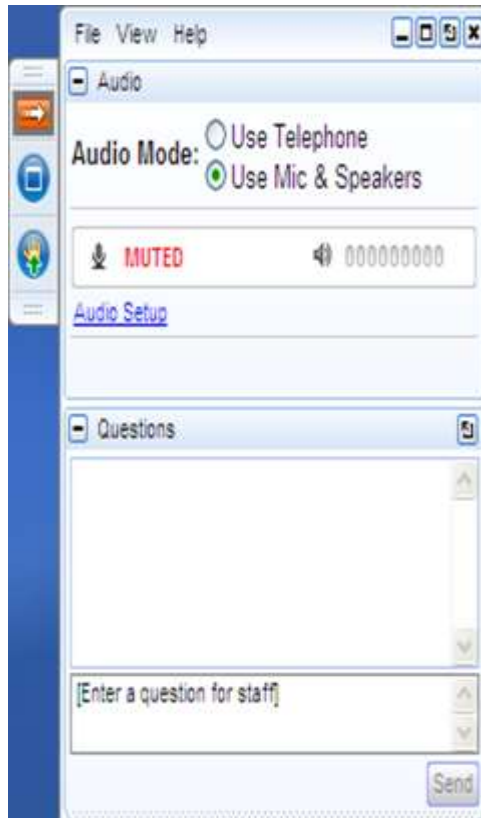 File View Help
Audio
Audio Mode: Use Telephone
Use Mic & Speakers
MUTED 000000000
Audio Setup
Questions
[Enter a question for staff]
Send